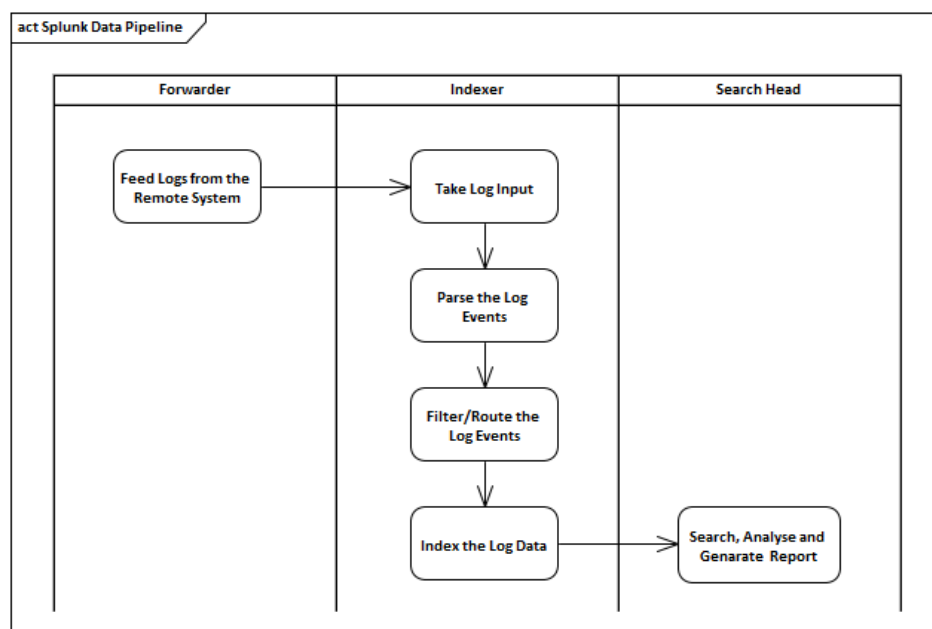 act Splunk Data Pipeline
Forwarder
Indexer
Search Head
Feed Logs from the
Remote System
Take Log Input
Parse the Log
Events
Filter/Route the
Log Events
Index the Log Data
Search, Analyse and
Genarate Report